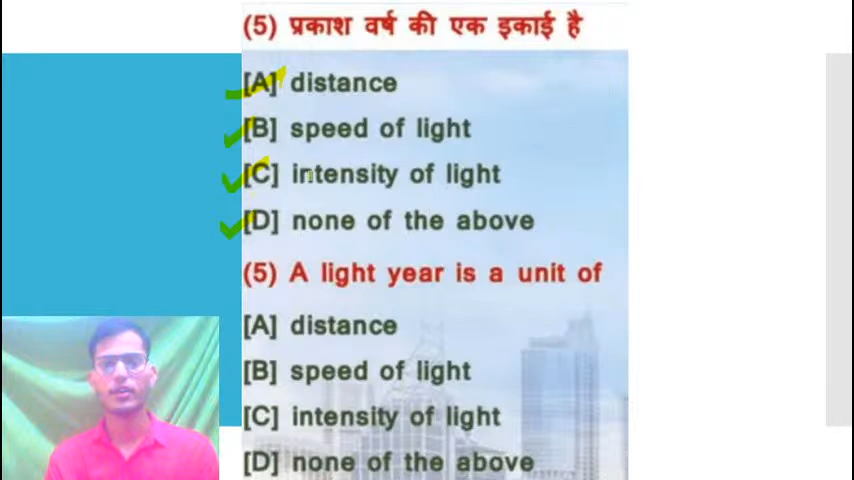 (5) प्रकाश वर्ष की एक इकाई है
[A] distance
[B] speed of light
[C] intensity of light
[D] none of the above
(5) A light year is a unit of
[A] distance
[B] speed of light
[C] intensity of light
[D] none of the above